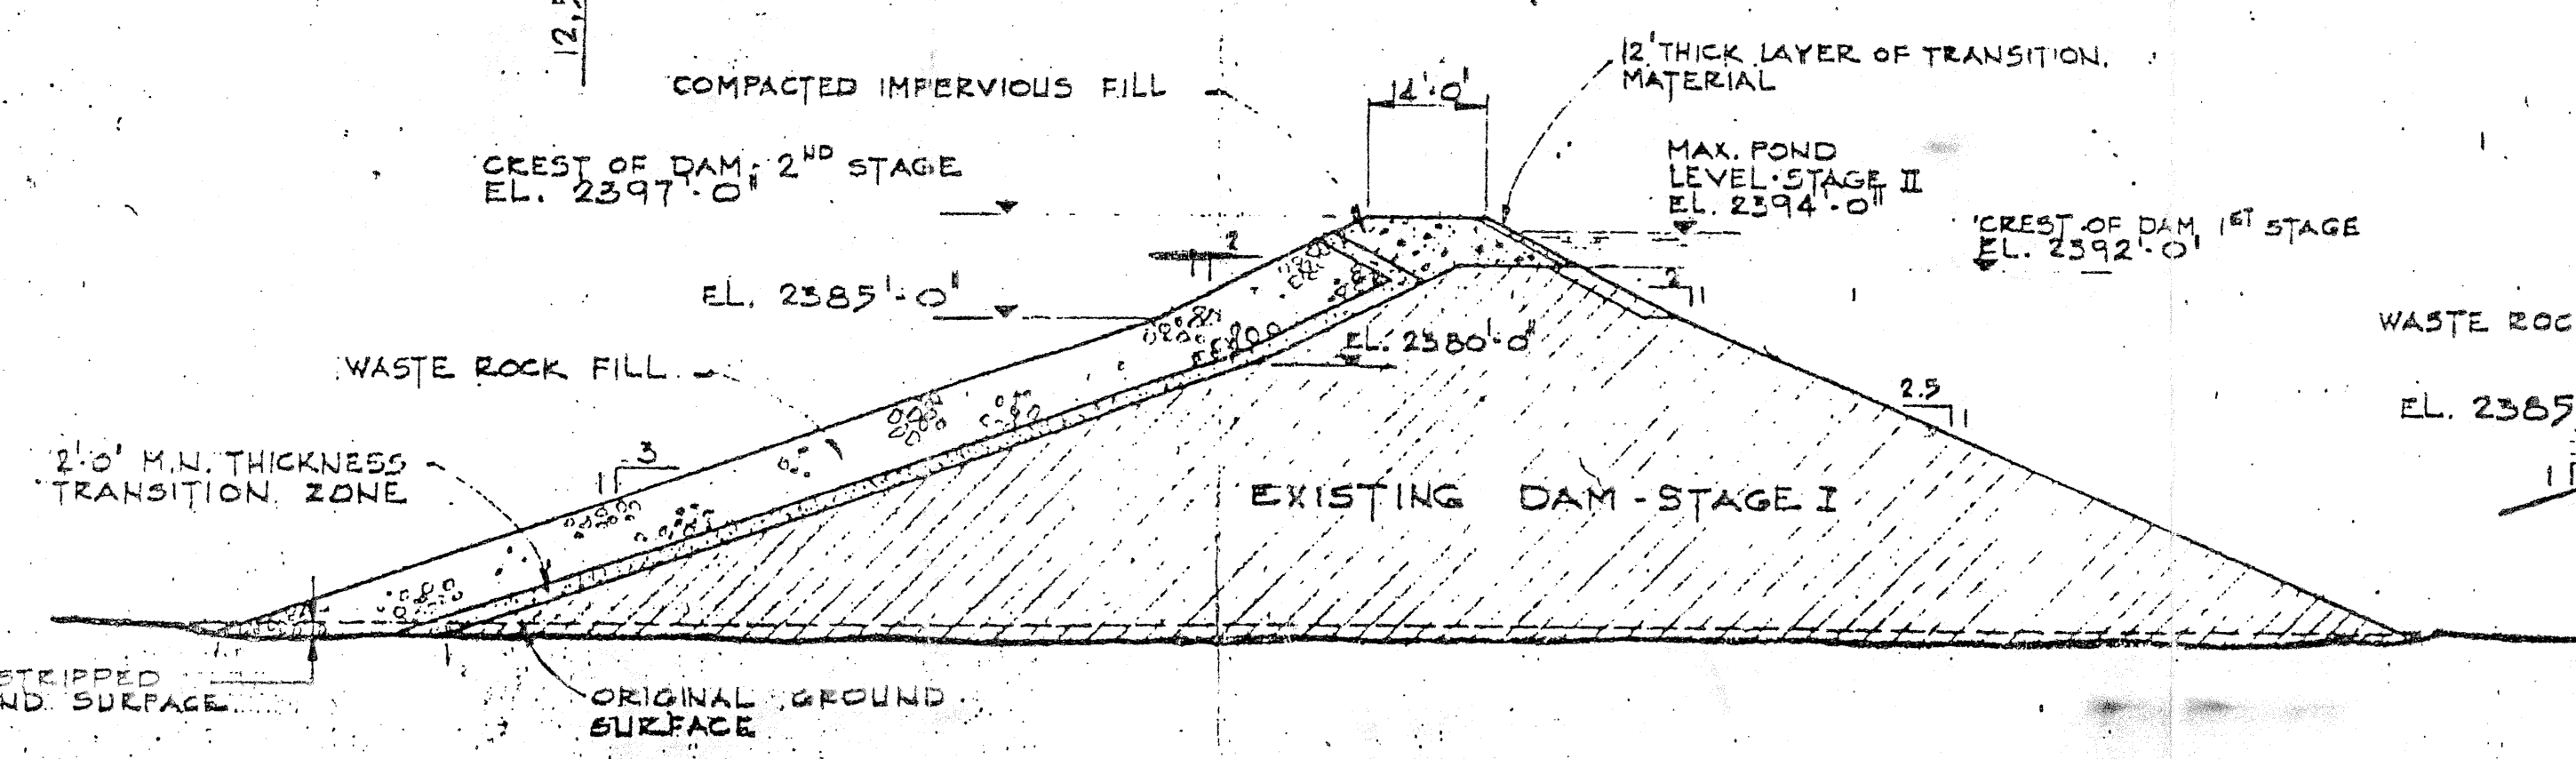 12,
COMPACTED IMPERVIOUS FILL
14'-0"
12" THICK LAYER OF TRANSITION
MATERIAL
CREST OF DAM, 2ND STAGE
EL. 2397'-0"
MAX. POND
LEVEL-STAGE II
EL. 2394'-0"
CREST OF DAM 1ST STAGE
EL. 2392'-0"
2
1
EL. 2385'-0"
2
1
WASTE ROC
EL. 2380'-0"
WASTE ROCK FILL
2.5
1
EL. 2385
3
1
2'-0" MIN. THICKNESS
TRANSITION ZONE
1
EXISTING DAM - STAGE I
STRIPPED
ND SURFACE
ORIGINAL GROUND
SURFACE